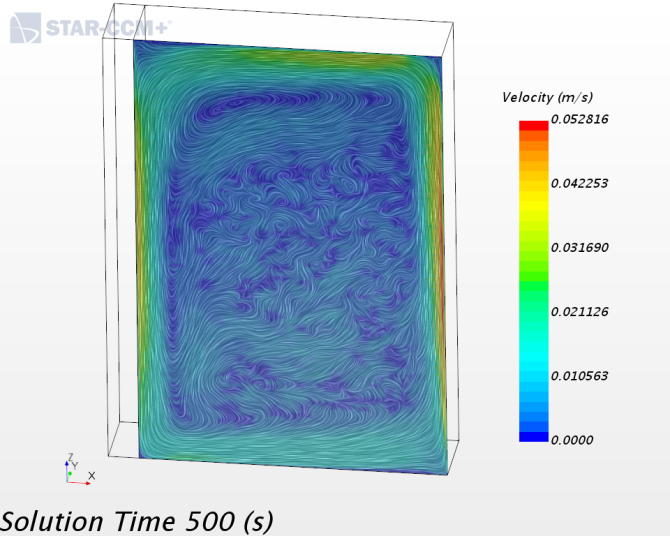 STAR-CCM+
Velocity (m/s)
0.052816
0.042253
0.031690
0.021126
0.010563
0.0000
Z
Y
X
Solution Time 500 (s)